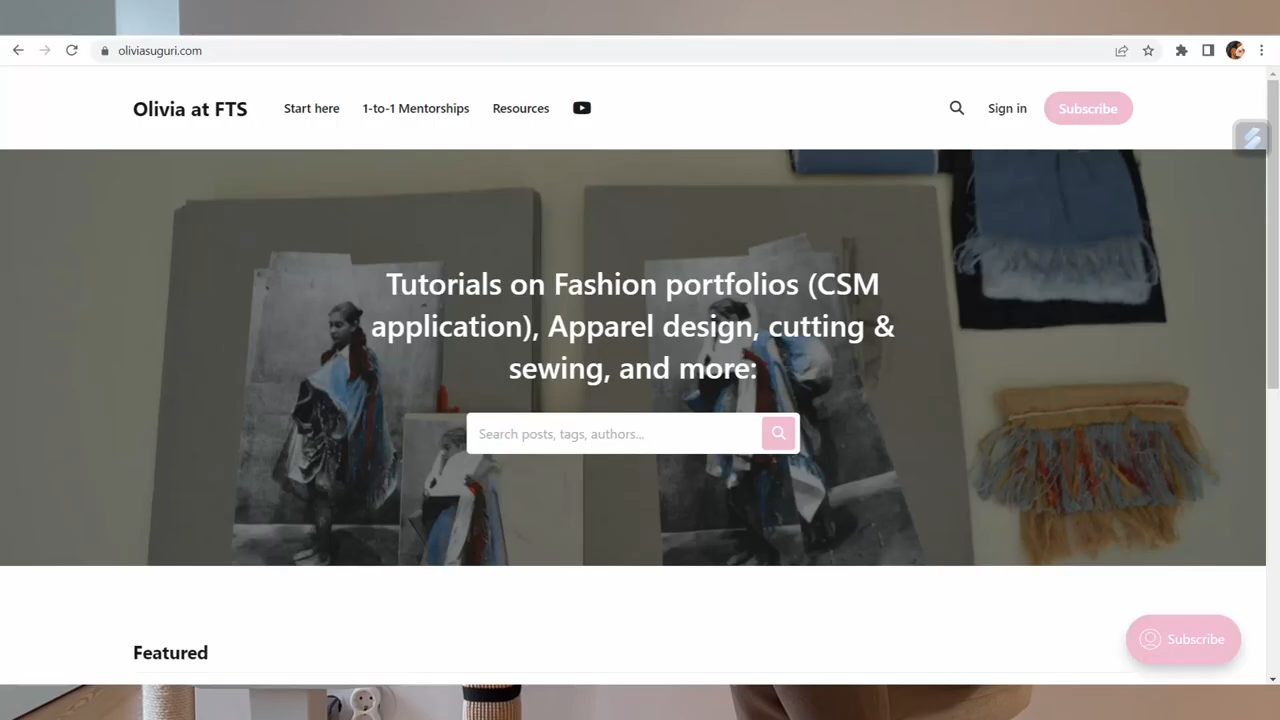 oliviasuguri.com
Olivia at FTS
Start here
1-to-1 Mentorships
Resources
Sign in
Subscribe
Tutorials on Fashion portfolios (CSM
application), Apparel design, cutting &
sewing, and more:
Search posts, tags, authors...
Featured
Subscribe